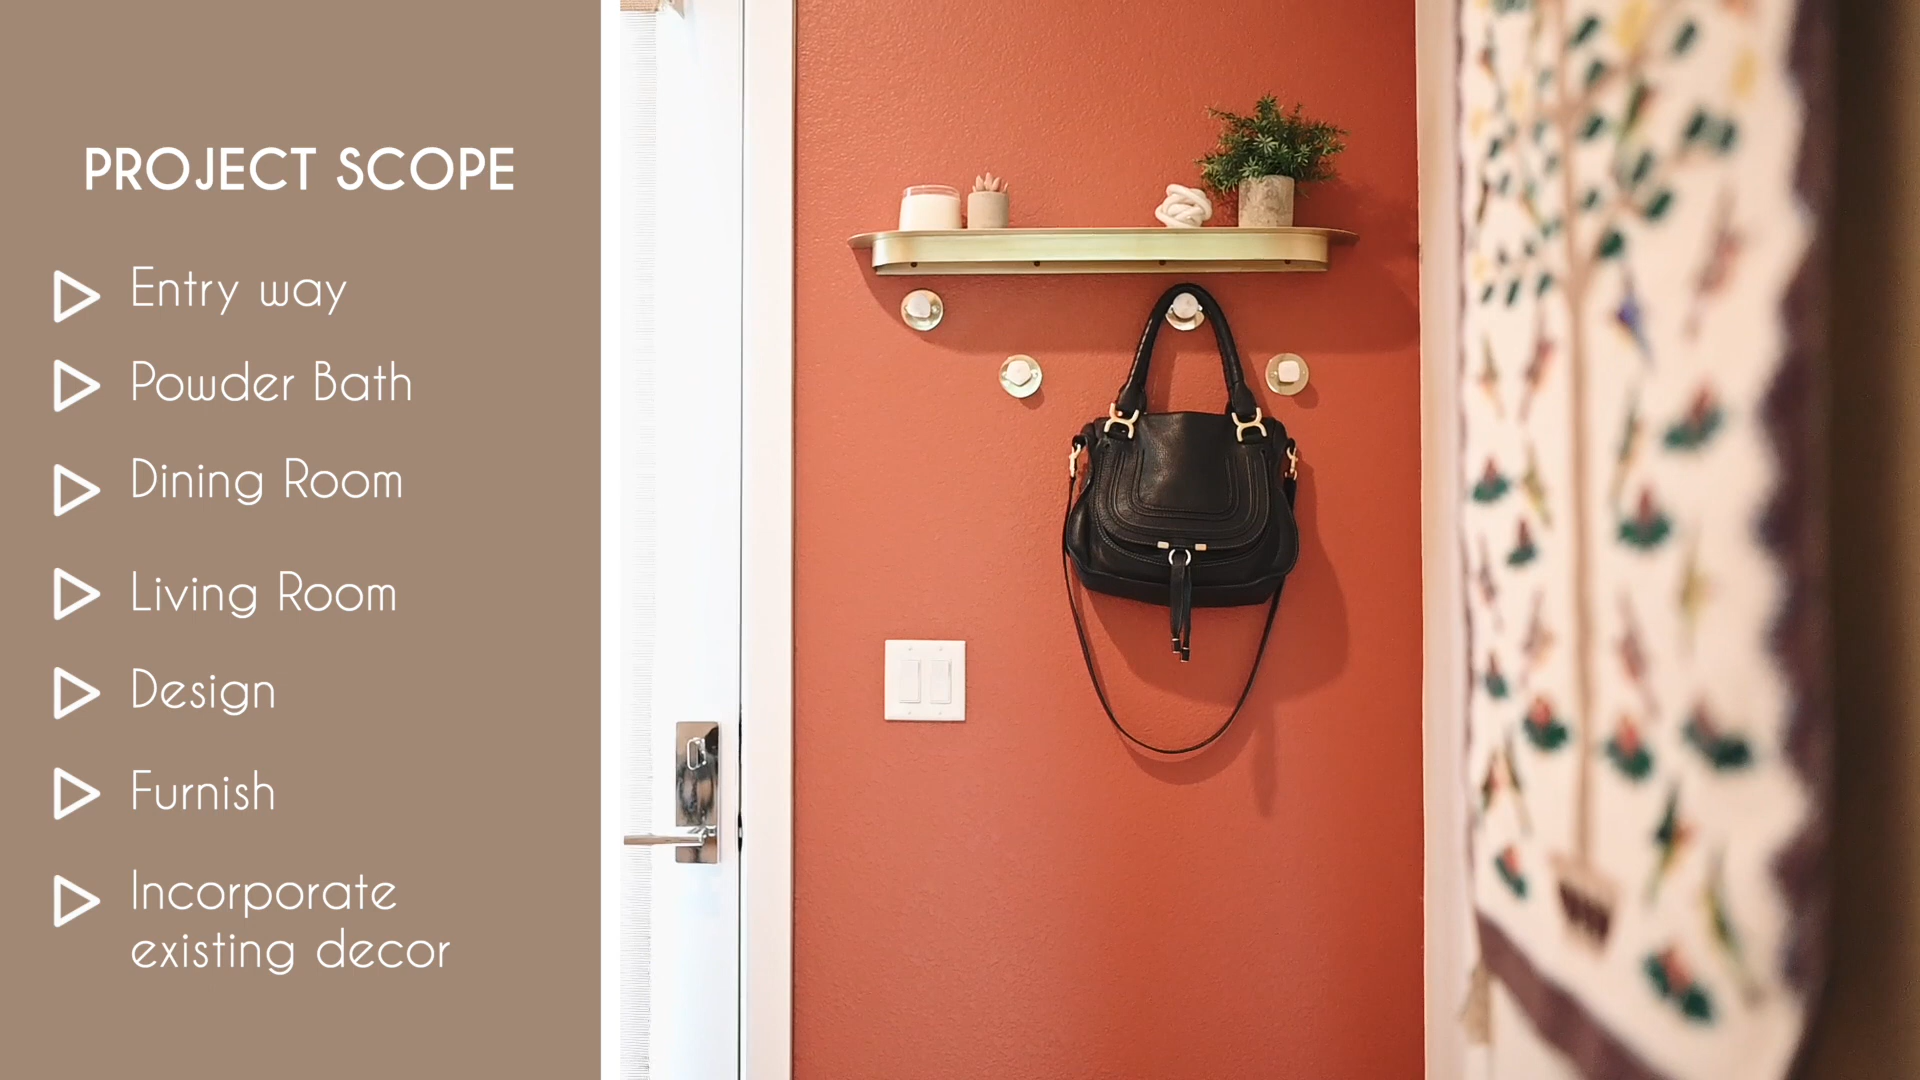 PROJECT SCOPE
Entry way
Powder Bath
Dining Room
Living Room
Design
Furnish
Incorporate
existing decor